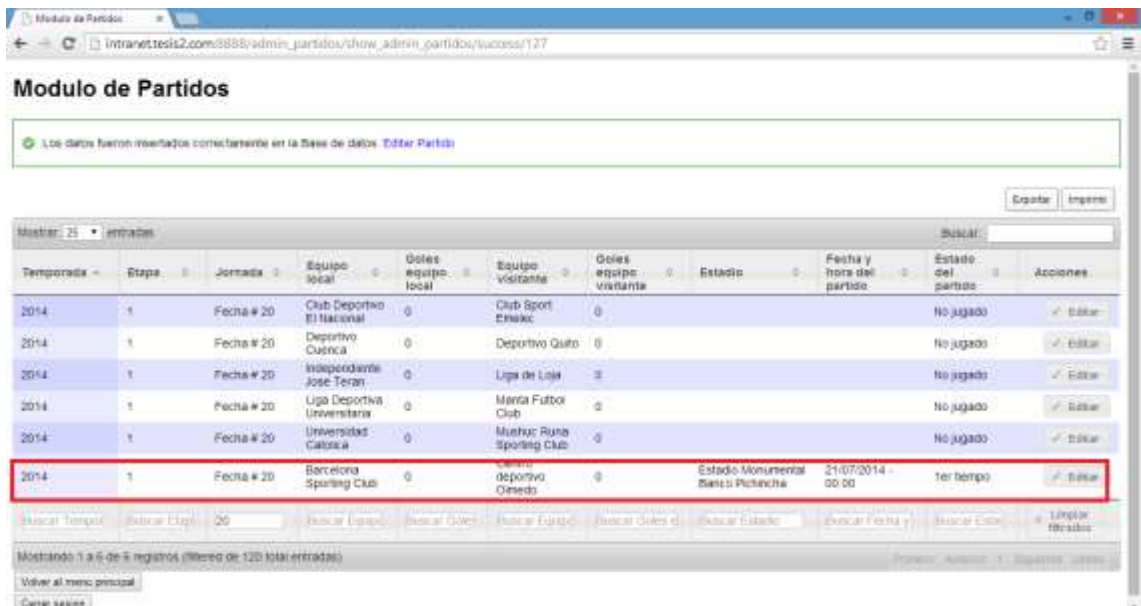 Modulo de Partidos
intranet.tesis2.com:8888/admin_partidos/show_admin_partidos/success/127
Modulo de Partidos
Los datos fueron insertados correctamente en la Base de datos. Editar Partido
Exportar Imprimir
Mostrar 25 entradas Buscar:
Temporada Etapa Jornada Equipo local Goles equipo local Equipo visitante Goles equipo visitante Estadio Fecha y hora del partido Estado del partido Acciones
2014 1 Fecha # 20 Club Deportivo El Nacional 0 Club Sport Emelec 0 No jugado Editar
2014 1 Fecha # 20 Deportivo Cuenca 0 Deportivo Quito 0 No jugado Editar
2014 1 Fecha # 20 Independiente Jose Teran 0 Liga de Loja 0 No jugado Editar
2014 1 Fecha # 20 Liga Deportiva Universitaria 0 Manta Futbol Club 0 No jugado Editar
2014 1 Fecha # 20 Universidad Catolica 0 Mushuc Runa Sporting Club 0 No jugado Editar
2014 1 Fecha # 20 Barcelona Sporting Club 0 Centro deportivo Olmedo 0 Estadio Monumental Banco Pichincha 21/07/2014 - 00:00 1er tiempo Editar
Buscar Tempor Buscar Etap 20 Buscar Equipo Buscar Goles Buscar Equipo Buscar Goles e Buscar Estadio Buscar Fecha y Buscar Esta Limpiar filtrados
Mostrando 1 a 6 de 6 registros (filtered de 120 total entradas) Primero Anterior 1 Siguiente
Volver al menu principal
Cerrar sesion